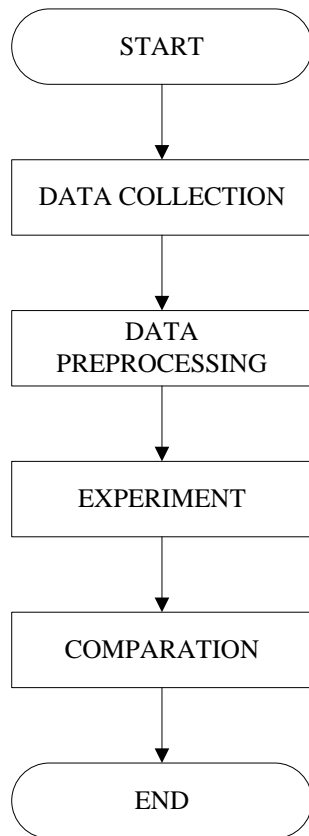 START
DATA COLLECTION
DATA
PREPROCESSING
EXPERIMENT
COMPARATION
END